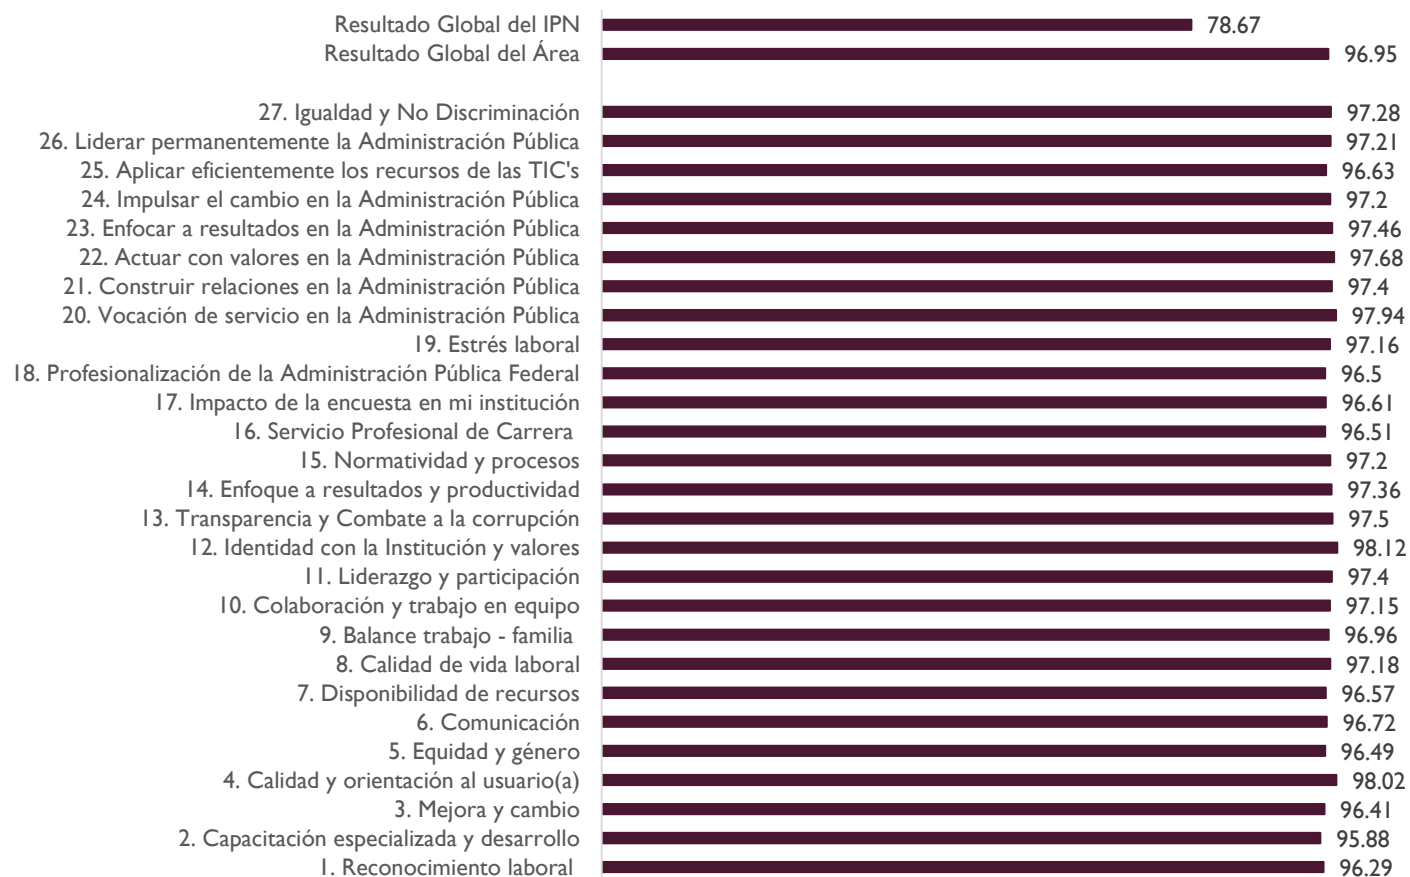 Resultado Global del IPN 78.67
Resultado Global del Área 96.95
27. Igualdad y No Discriminación 97.28
26. Liderar permanentemente la Administración Pública 97.21
25. Aplicar eficientemente los recursos de las TIC's 96.63
24. Impulsar el cambio en la Administración Pública 97.2
23. Enfocar a resultados en la Administración Pública 97.46
22. Actuar con valores en la Administración Pública 97.68
21. Construir relaciones en la Administración Pública 97.4
20. Vocación de servicio en la Administración Pública 97.94
19. Estrés laboral 97.16
18. Profesionalización de la Administración Pública Federal 96.5
17. Impacto de la encuesta en mi institución 96.61
16. Servicio Profesional de Carrera 96.51
15. Normatividad y procesos 97.2
14. Enfoque a resultados y productividad 97.36
13. Transparencia y Combate a la corrupción 97.5
12. Identidad con la Institución y valores 98.12
11. Liderazgo y participación 97.4
10. Colaboración y trabajo en equipo 97.15
9. Balance trabajo - familia 96.96
8. Calidad de vida laboral 97.18
7. Disponibilidad de recursos 96.57
6. Comunicación 96.72
5. Equidad y género 96.49
4. Calidad y orientación al usuario(a) 98.02
3. Mejora y cambio 96.41
2. Capacitación especializada y desarrollo 95.88
1. Reconocimiento laboral 96.29